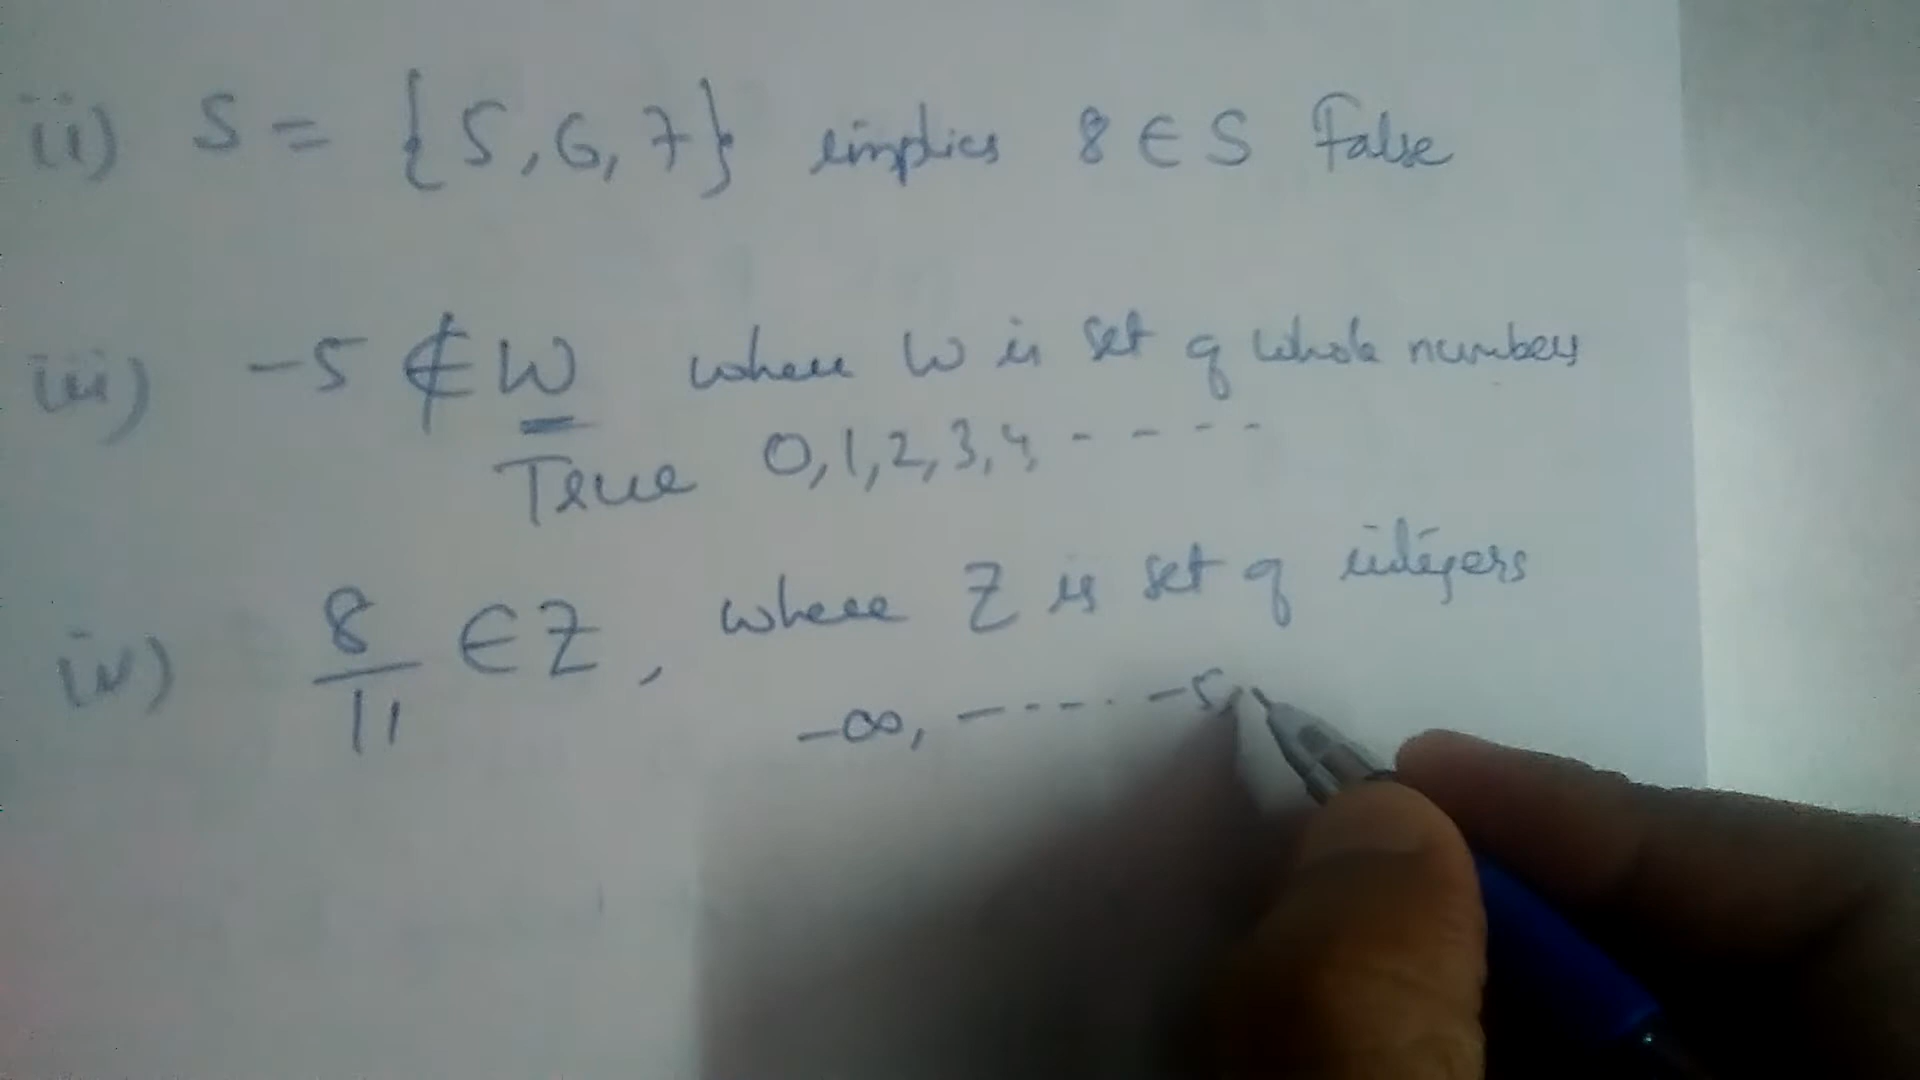 ii) S = {5, 6, 7} implies 8 ∈ S False
iii) -5 ∉ W where W is set of whole numbers
True 0, 1, 2, 3, 4, - - - -
iv) 8/11 ∈ Z, where Z is set of integers
-∞, - - - - . -5,